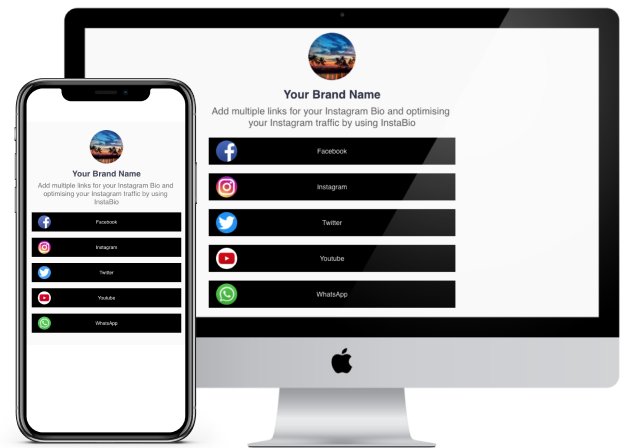 Your Brand Name
Add multiple links for your Instagram Bio and optimising
your Instagram traffic by using InstaBio
Facebook
Instagram
Twitter
Youtube
WhatsApp
Your Brand Name
Add multiple links for your Instagram Bio and
optimising your Instagram traffic by using
InstaBio
Facebook
Instagram
Twitter
Youtube
WhatsApp